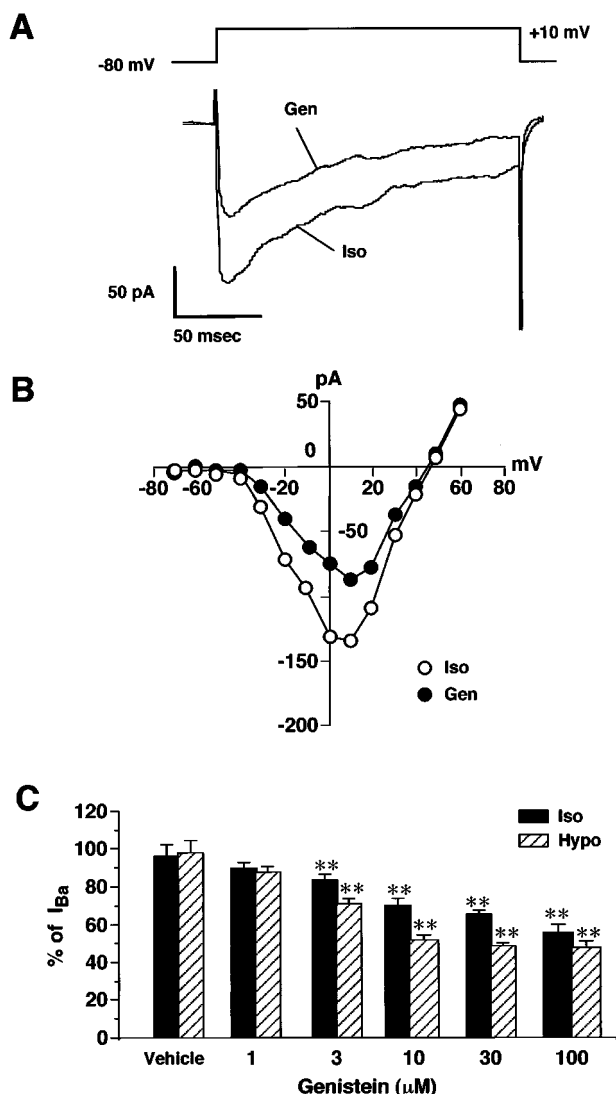 A
-80 mV
+10 mV
Gen
Iso
50 pA
50 msec
B
pA
50
0
mV
-80 -60 -20 20 40 60 80
-50
-150
-200
Iso
Gen
C
% of IBa
120
100
80
60
40
20
0
Iso
Hypo
** ** ** ** ** ** ** **
Vehicle 1 3 10 30 100
Genistein (μM)